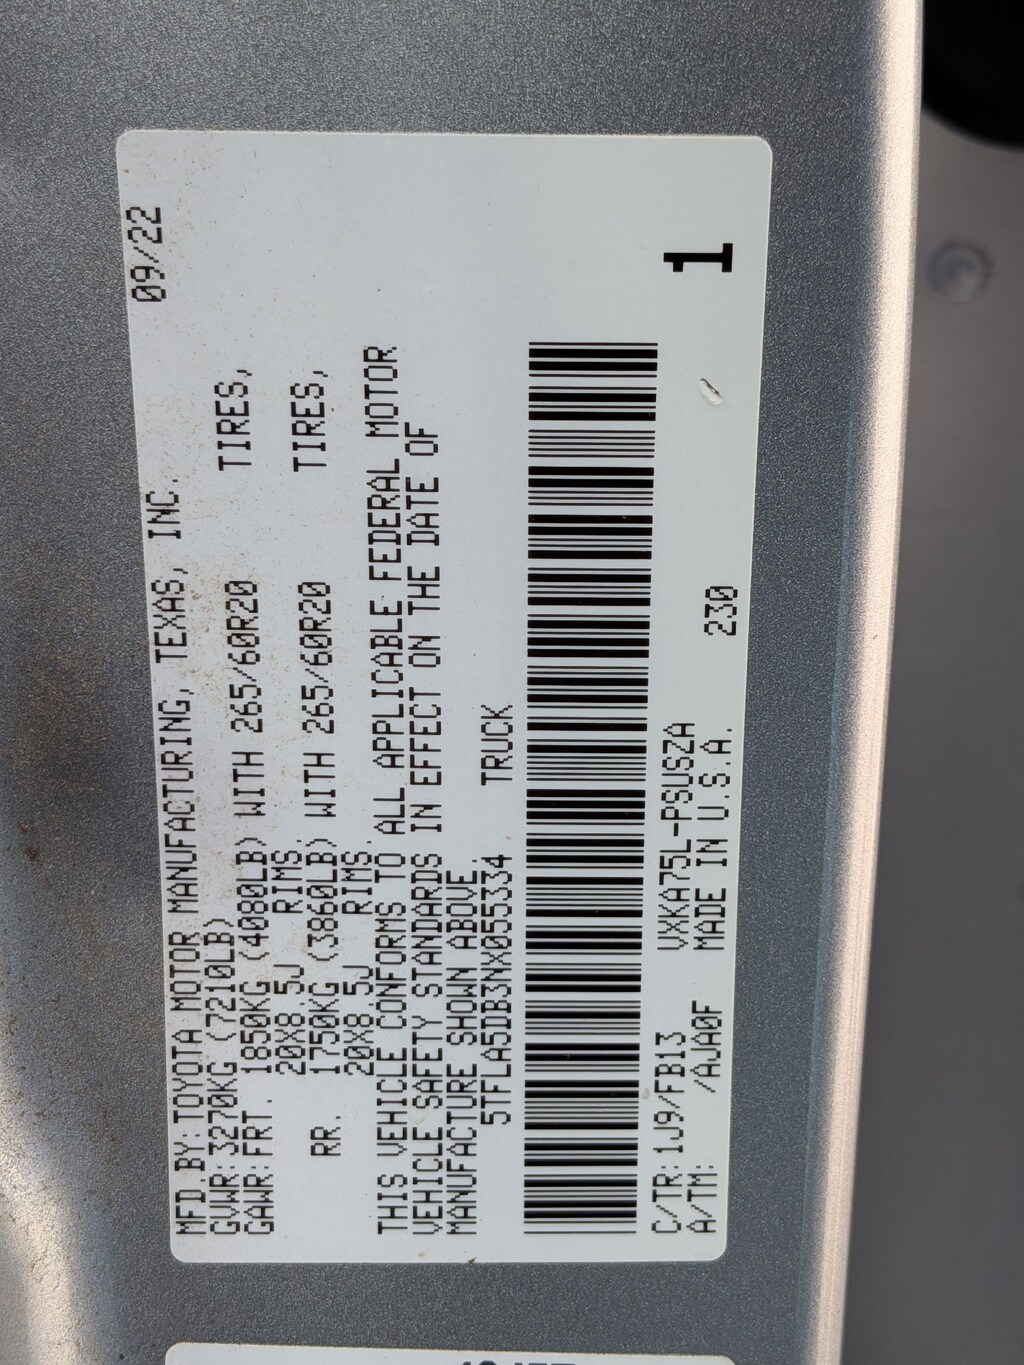 MFD.BY:TOYOTA MOTOR MANUFACTURING, TEXAS, INC. 09/22
GVWR:3270KG (7210LB)
GAWR:FRT. 1850KG (4080LB) WITH 265/60R20 TIRES,
20X8.5J RIMS,
RR. 1750KG (3860LB) WITH 265/60R20 TIRES,
20X8.5J RIMS.
THIS VEHICLE CONFORMS TO ALL APPLICABLE FEDERAL MOTOR
VEHICLE SAFETY STANDARDS IN EFFECT ON THE DATE OF
MANUFACTURE SHOWN ABOVE.
5TFLA5DB3NX055334 TRUCK
C/TR:1J9/FB13 VXKA75L-PSUSZA 1
A/TM: /AJA0F MADE IN U.S.A. 230